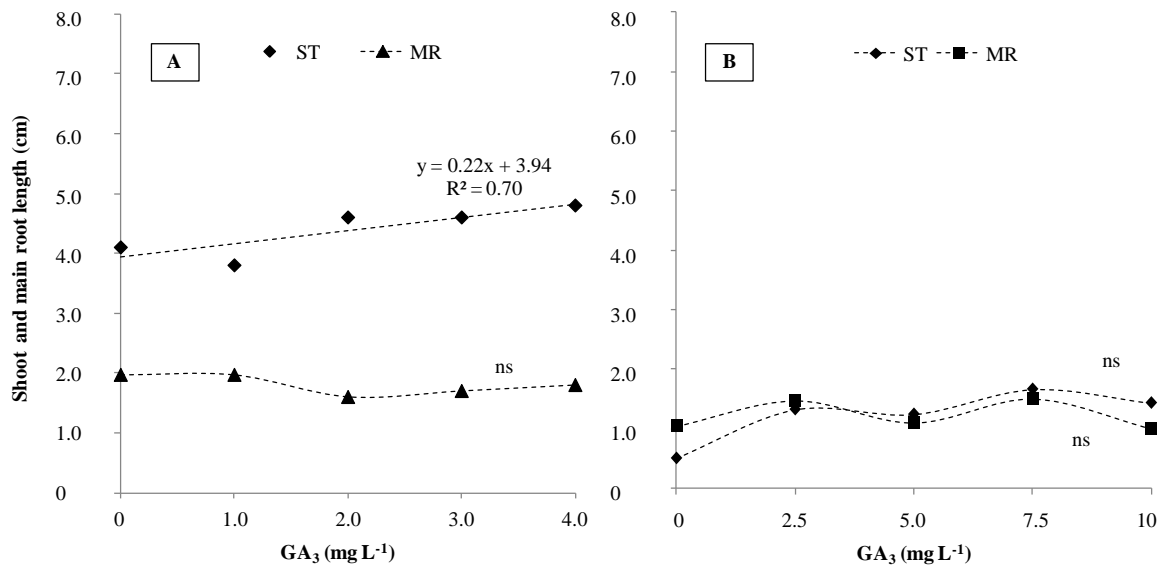 Shoot and main root length (cm)
8.0
7.0
6.0
5.0
4.0
3.0
2.0
1.0
0
A
ST
MR
y = 0.22x + 3.94
R² = 0.70
ns
0
1.0
2.0
3.0
4.0
GA₃ (mg L⁻¹)
8.0
7.0
6.0
5.0
4.0
3.0
2.0
1.0
0
B
ST
MR
ns
ns
0
2.5
5.0
7.5
10
GA₃ (mg L⁻¹)